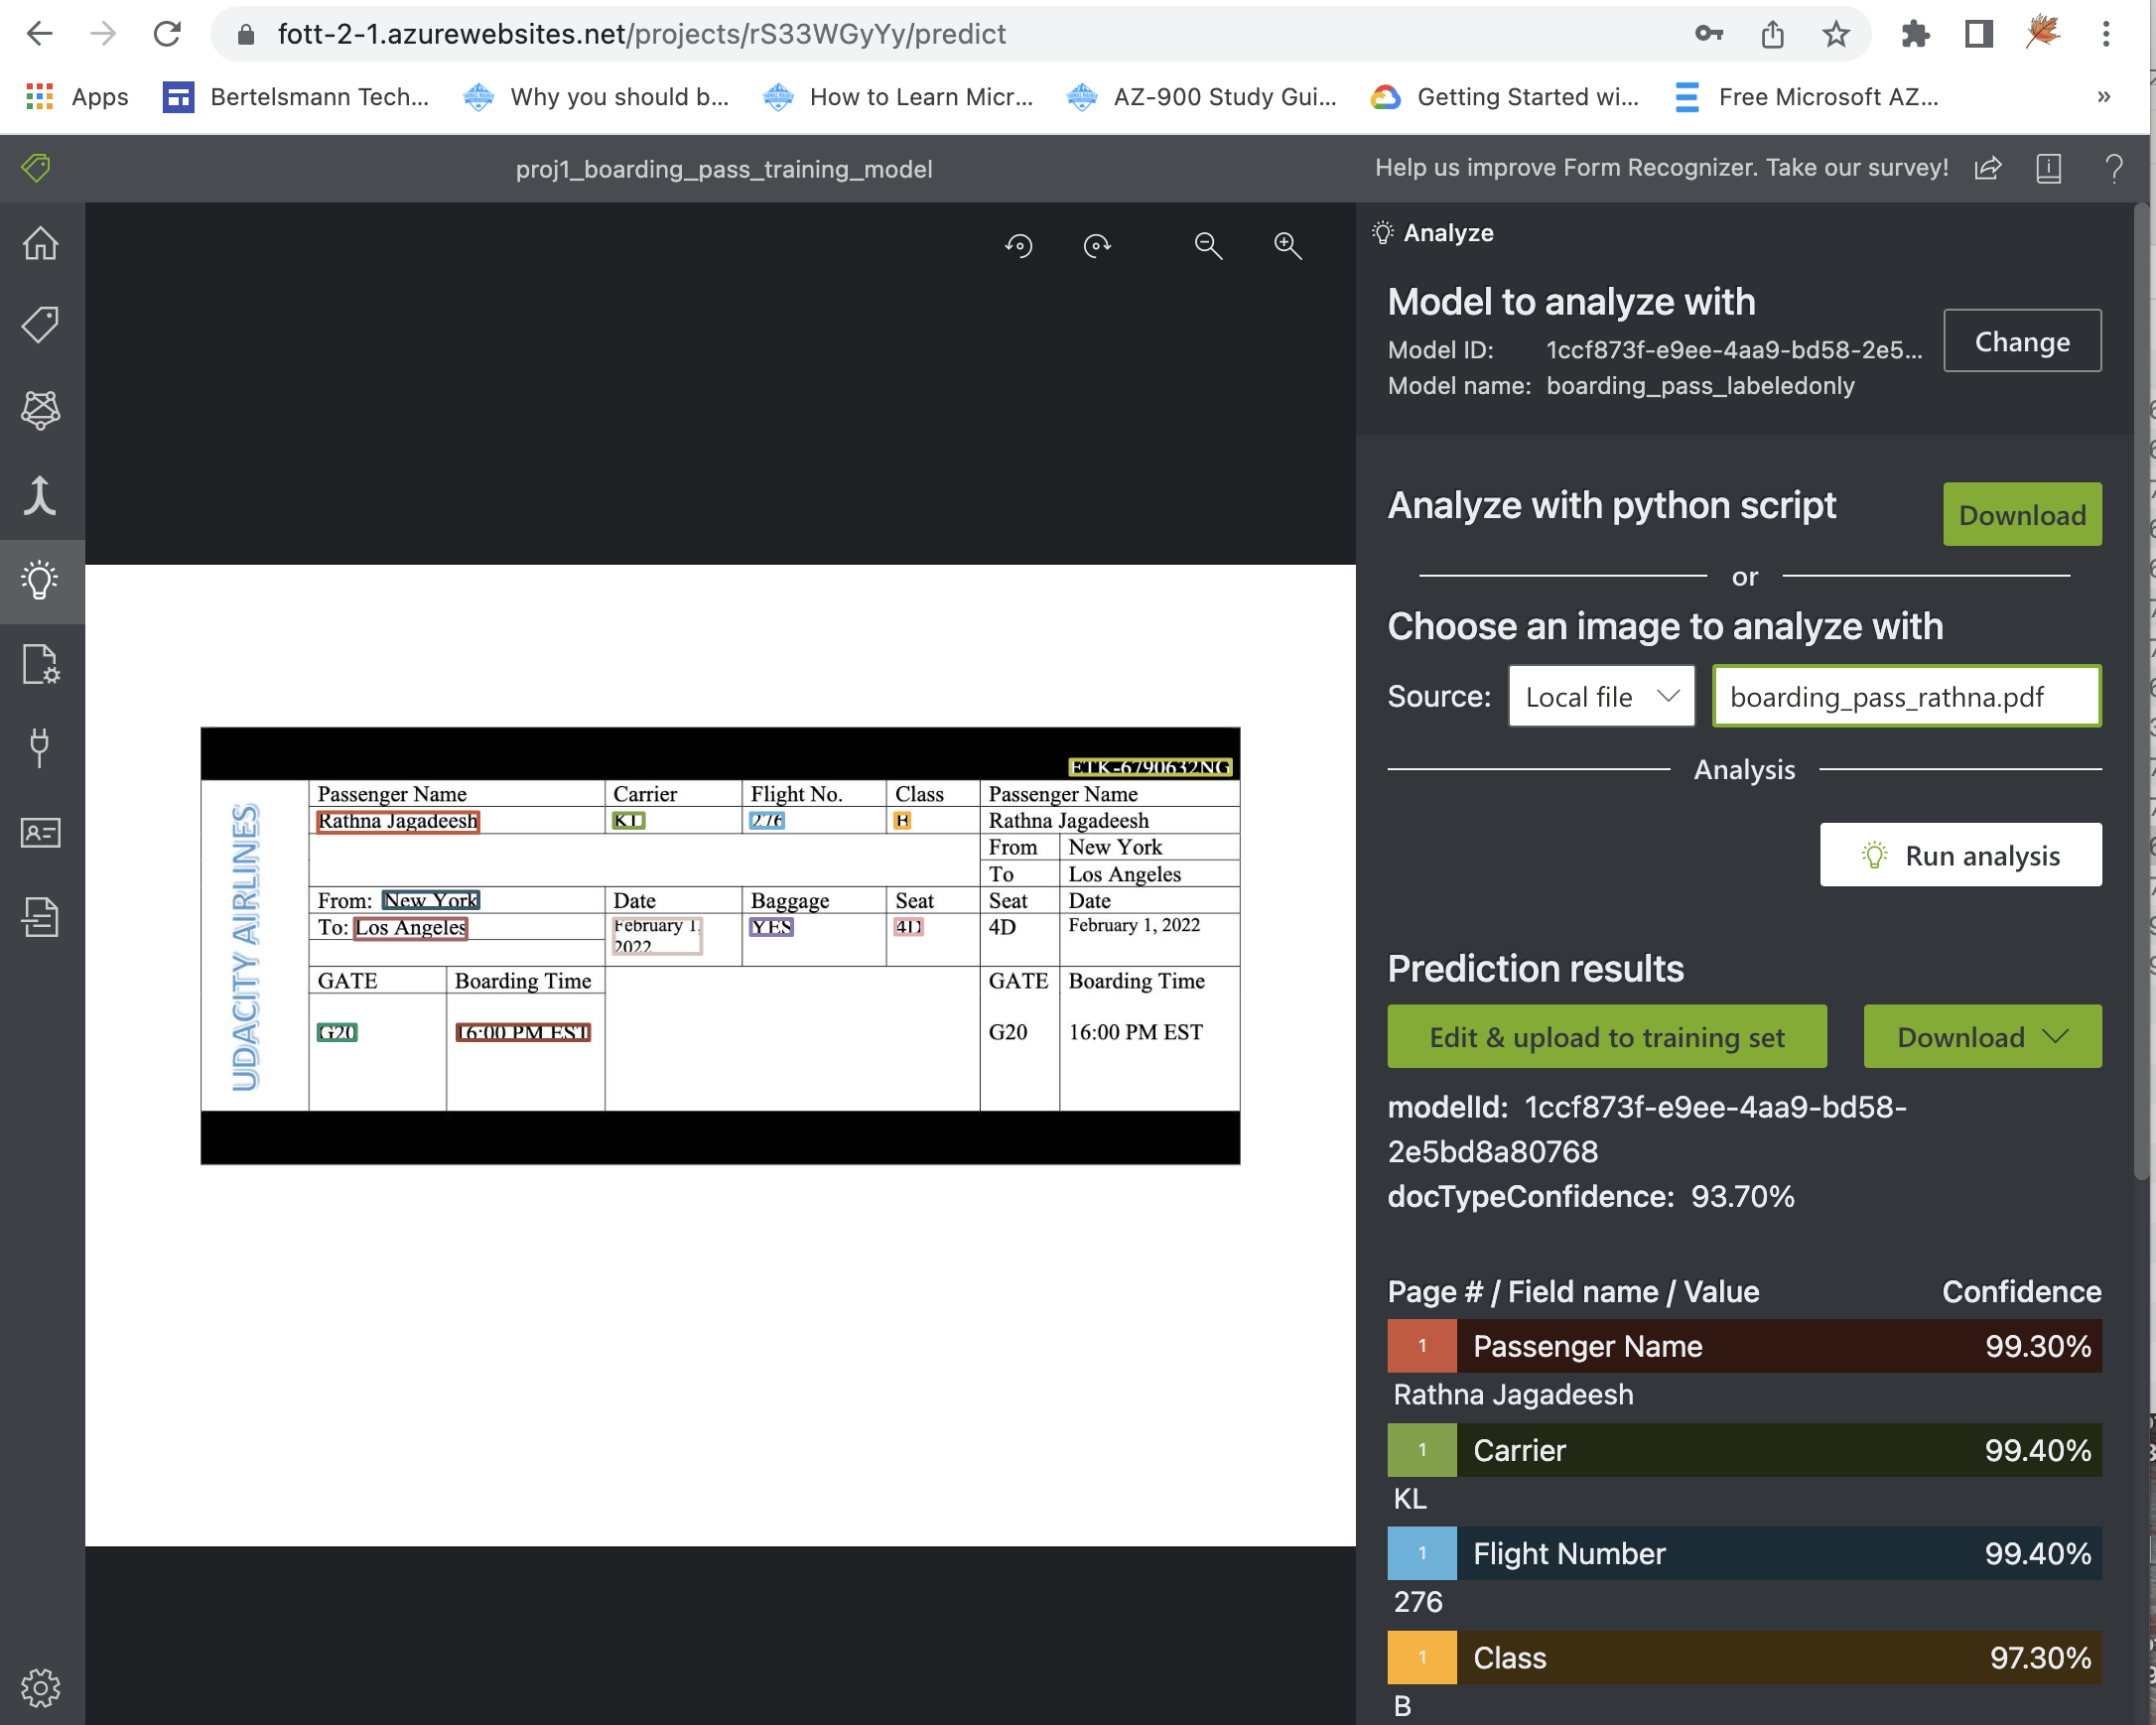 fott-2-1.azurewebsites.net/projects/rS33WGyYy/predict
Apps Bertelsmann Tech... Why you should b... How to Learn Micr... AZ-900 Study Gui... Getting Started wi... Free Microsoft AZ... »
proj1_boarding_pass_training_model Help us improve Form Recognizer. Take our survey!
Analyze
Model to analyze with
Change
Model ID: 1ccf873f-e9ee-4aa9-bd58-2e5...
Model name: boarding_pass_labeledonly
Analyze with python script
Download
or
Choose an image to analyze with
Source: Local file boarding_pass_rathna.pdf
Analysis
Run analysis
Prediction results
Edit & upload to training set Download
modelId: 1ccf873f-e9ee-4aa9-bd58-
2e5bd8a80768
docTypeConfidence: 93.70%
Page # / Field name / Value Confidence
1 Passenger Name 99.30%
Rathna Jagadeesh
1 Carrier 99.40%
KL
1 Flight Number 99.40%
276
1 Class 97.30%
B
ETK-6790632NG
UDACITY AIRLINES
Passenger Name Carrier Flight No. Class Passenger Name
Rathna Jagadeesh KL 276 B Rathna Jagadeesh
From New York
To Los Angeles
From: New York Date Baggage Seat Seat Date
To: Los Angeles February 1, YES 4D 4D February 1, 2022
2022
GATE Boarding Time GATE Boarding Time
G20 16:00 PM EST G20 16:00 PM EST